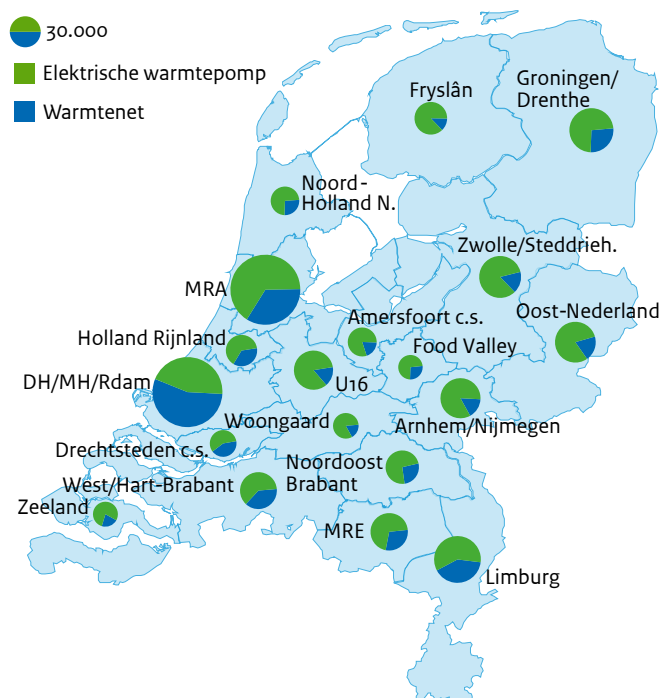 30.000
Elektrische warmtepomp
Warmtenet
Fryslân
Groningen/
Drenthe
Noord-
Holland N.
Zwolle/Steddrieh.
MRA
Oost-Nederland
Amersfoort c.s.
Holland Rijnland
Food Valley
DH/MH/Rdam
U16
Woongaard
Arnhem/Nijmegen
Drechtsteden c.s.
Noordoost
Brabant
West/Hart-Brabant
Zeeland
MRE
Limburg